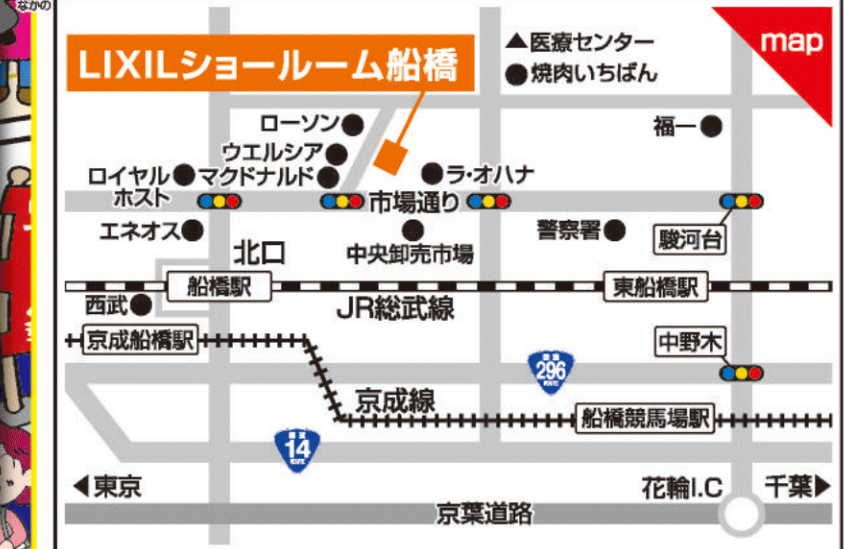 なかの
map
LIXILショールーム船橋
▲医療センター
●焼肉いちばん
ローソン●
福一●
ウエルシア●
ロイヤル
ホスト
マクドナルド●
●ラ・オハナ
市場通り
エネオス●
北口
中央卸売市場
警察署●
駿河台
船橋駅
東船橋駅
西武●
JR総武線
京成船橋駅
中野木
国道
296
ROUTE
京成線
船橋競馬場駅
国道
14
ROUTE
◀東京
花輪I.C
千葉▶
京葉道路